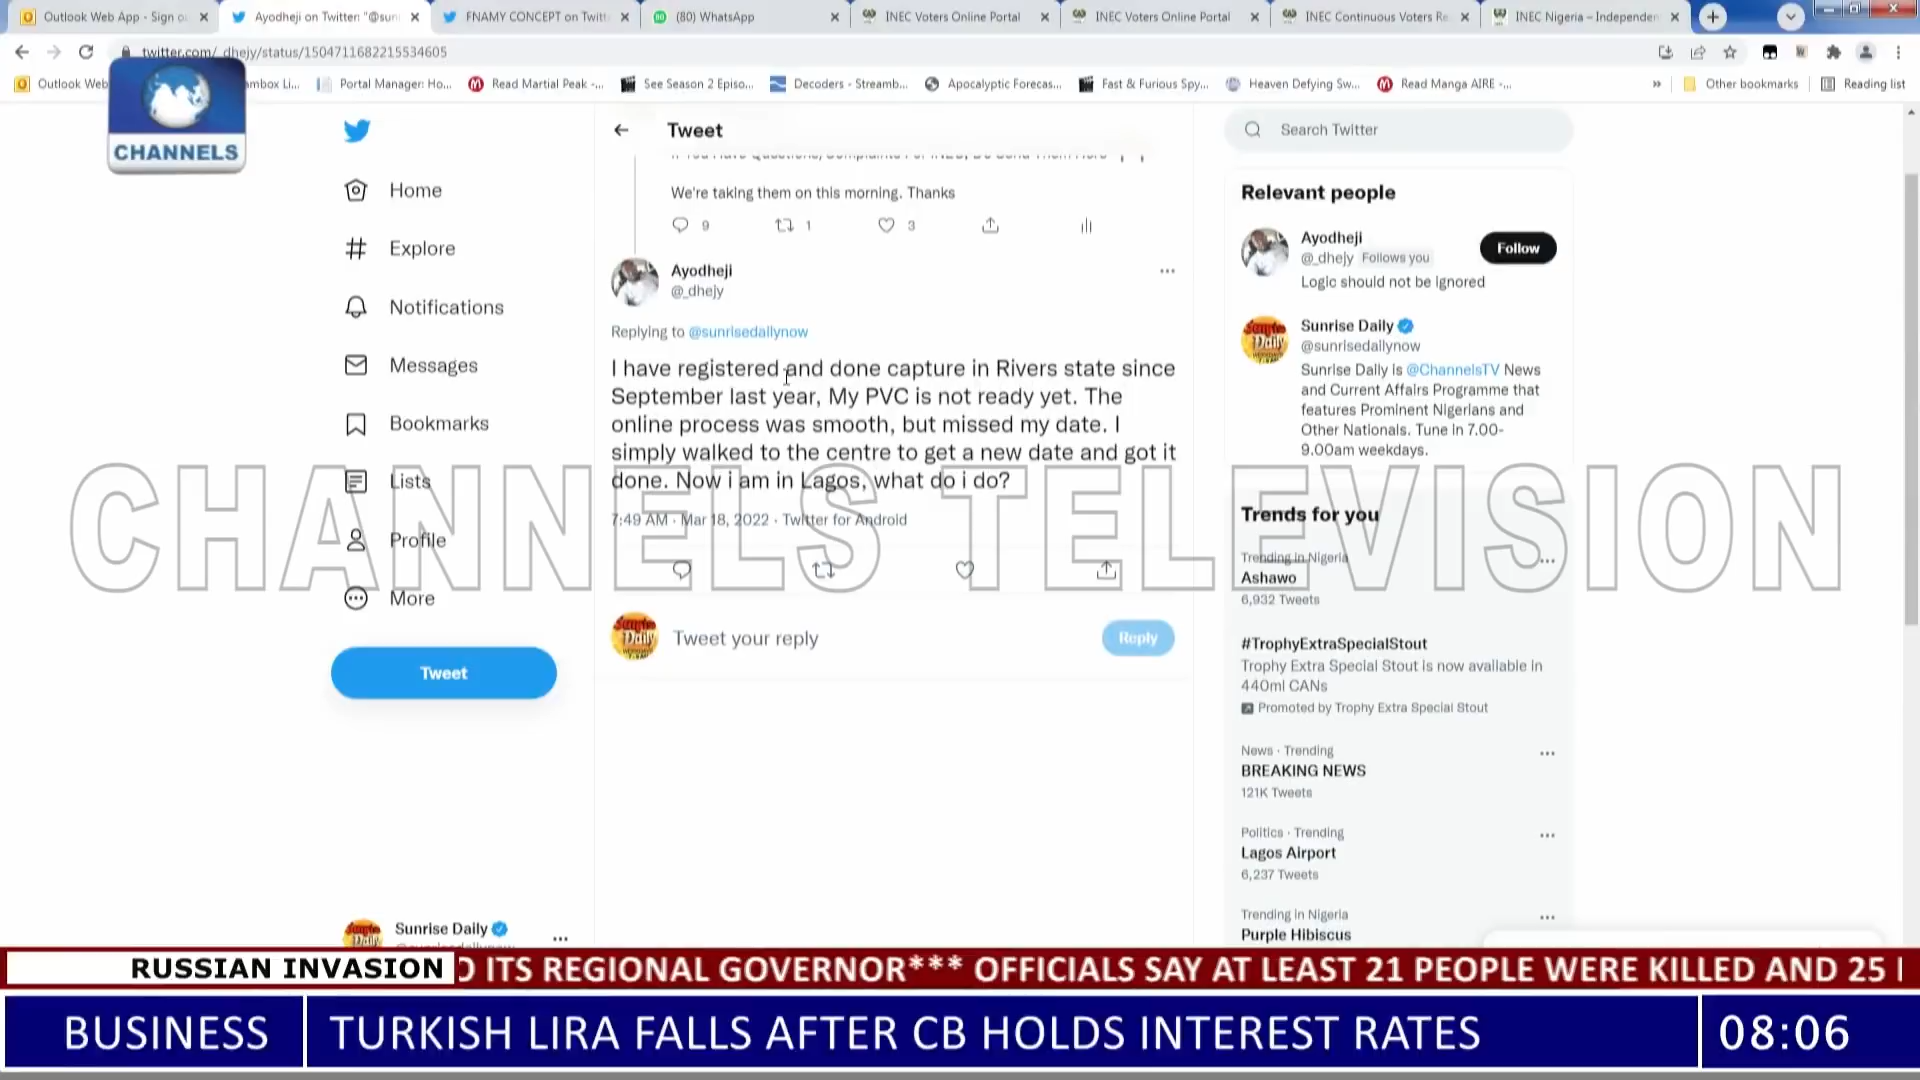 Outlook Web App - Sign o
Ayodheji on Twitter: "@sun
FNAMY CONCEPT on Twitt
(80) WhatsApp
INEC Voters Online Portal
INEC Voters Online Portal
INEC Continuous Voters Re
INEC Nigeria – Independen
twitter.com/_dhejy/status/1504711682215534605
Outlook Web
mbox Li...
Portal Manager: Ho...
Read Martial Peak -...
See Season 2 Episo...
Decoders - Streamb...
Apocalyptic Forecas...
Fast & Furious Spy...
Heaven Defying Sw...
Read Manga AIRE -...
»
Other bookmarks
Reading list
CHANNELS
Home
Explore
Notifications
Messages
Bookmarks
Lists
Profile
More
Tweet
Sunrise Daily
Tweet
We're taking them on this morning. Thanks
9 1 3
Ayodheji
@_dhejy
Replying to @sunrisedailynow
I have registered and done capture in Rivers state since
September last year, My PVC is not ready yet. The
online process was smooth, but missed my date. I
simply walked to the centre to get a new date and got it
done. Now i am in Lagos, what do i do?
7:49 AM · Mar 18, 2022 · Twitter for Android
Tweet your reply
Reply
Search Twitter
Relevant people
Ayodheji
@_dhejy Follows you
Follow
Logic should not be ignored
Sunrise Daily
@sunrisedailynow
Sunrise Daily is @ChannelsTV News
and Current Affairs Programme that
features Prominent Nigerians and
Other Nationals. Tune in 7.00-
9.00am weekdays.
Trends for you
Trending in Nigeria
Ashawo
6,932 Tweets
#TrophyExtraSpecialStout
Trophy Extra Special Stout is now available in
440ml CANs
Promoted by Trophy Extra Special Stout
News · Trending
BREAKING NEWS
121K Tweets
Politics · Trending
Lagos Airport
6,237 Tweets
Trending in Nigeria
Purple Hibiscus
CHANNELS TELEVISION
RUSSIAN INVASION
ITS REGIONAL GOVERNOR*** OFFICIALS SAY AT LEAST 21 PEOPLE WERE KILLED AND 25
BUSINESS
TURKISH LIRA FALLS AFTER CB HOLDS INTEREST RATES
08:06